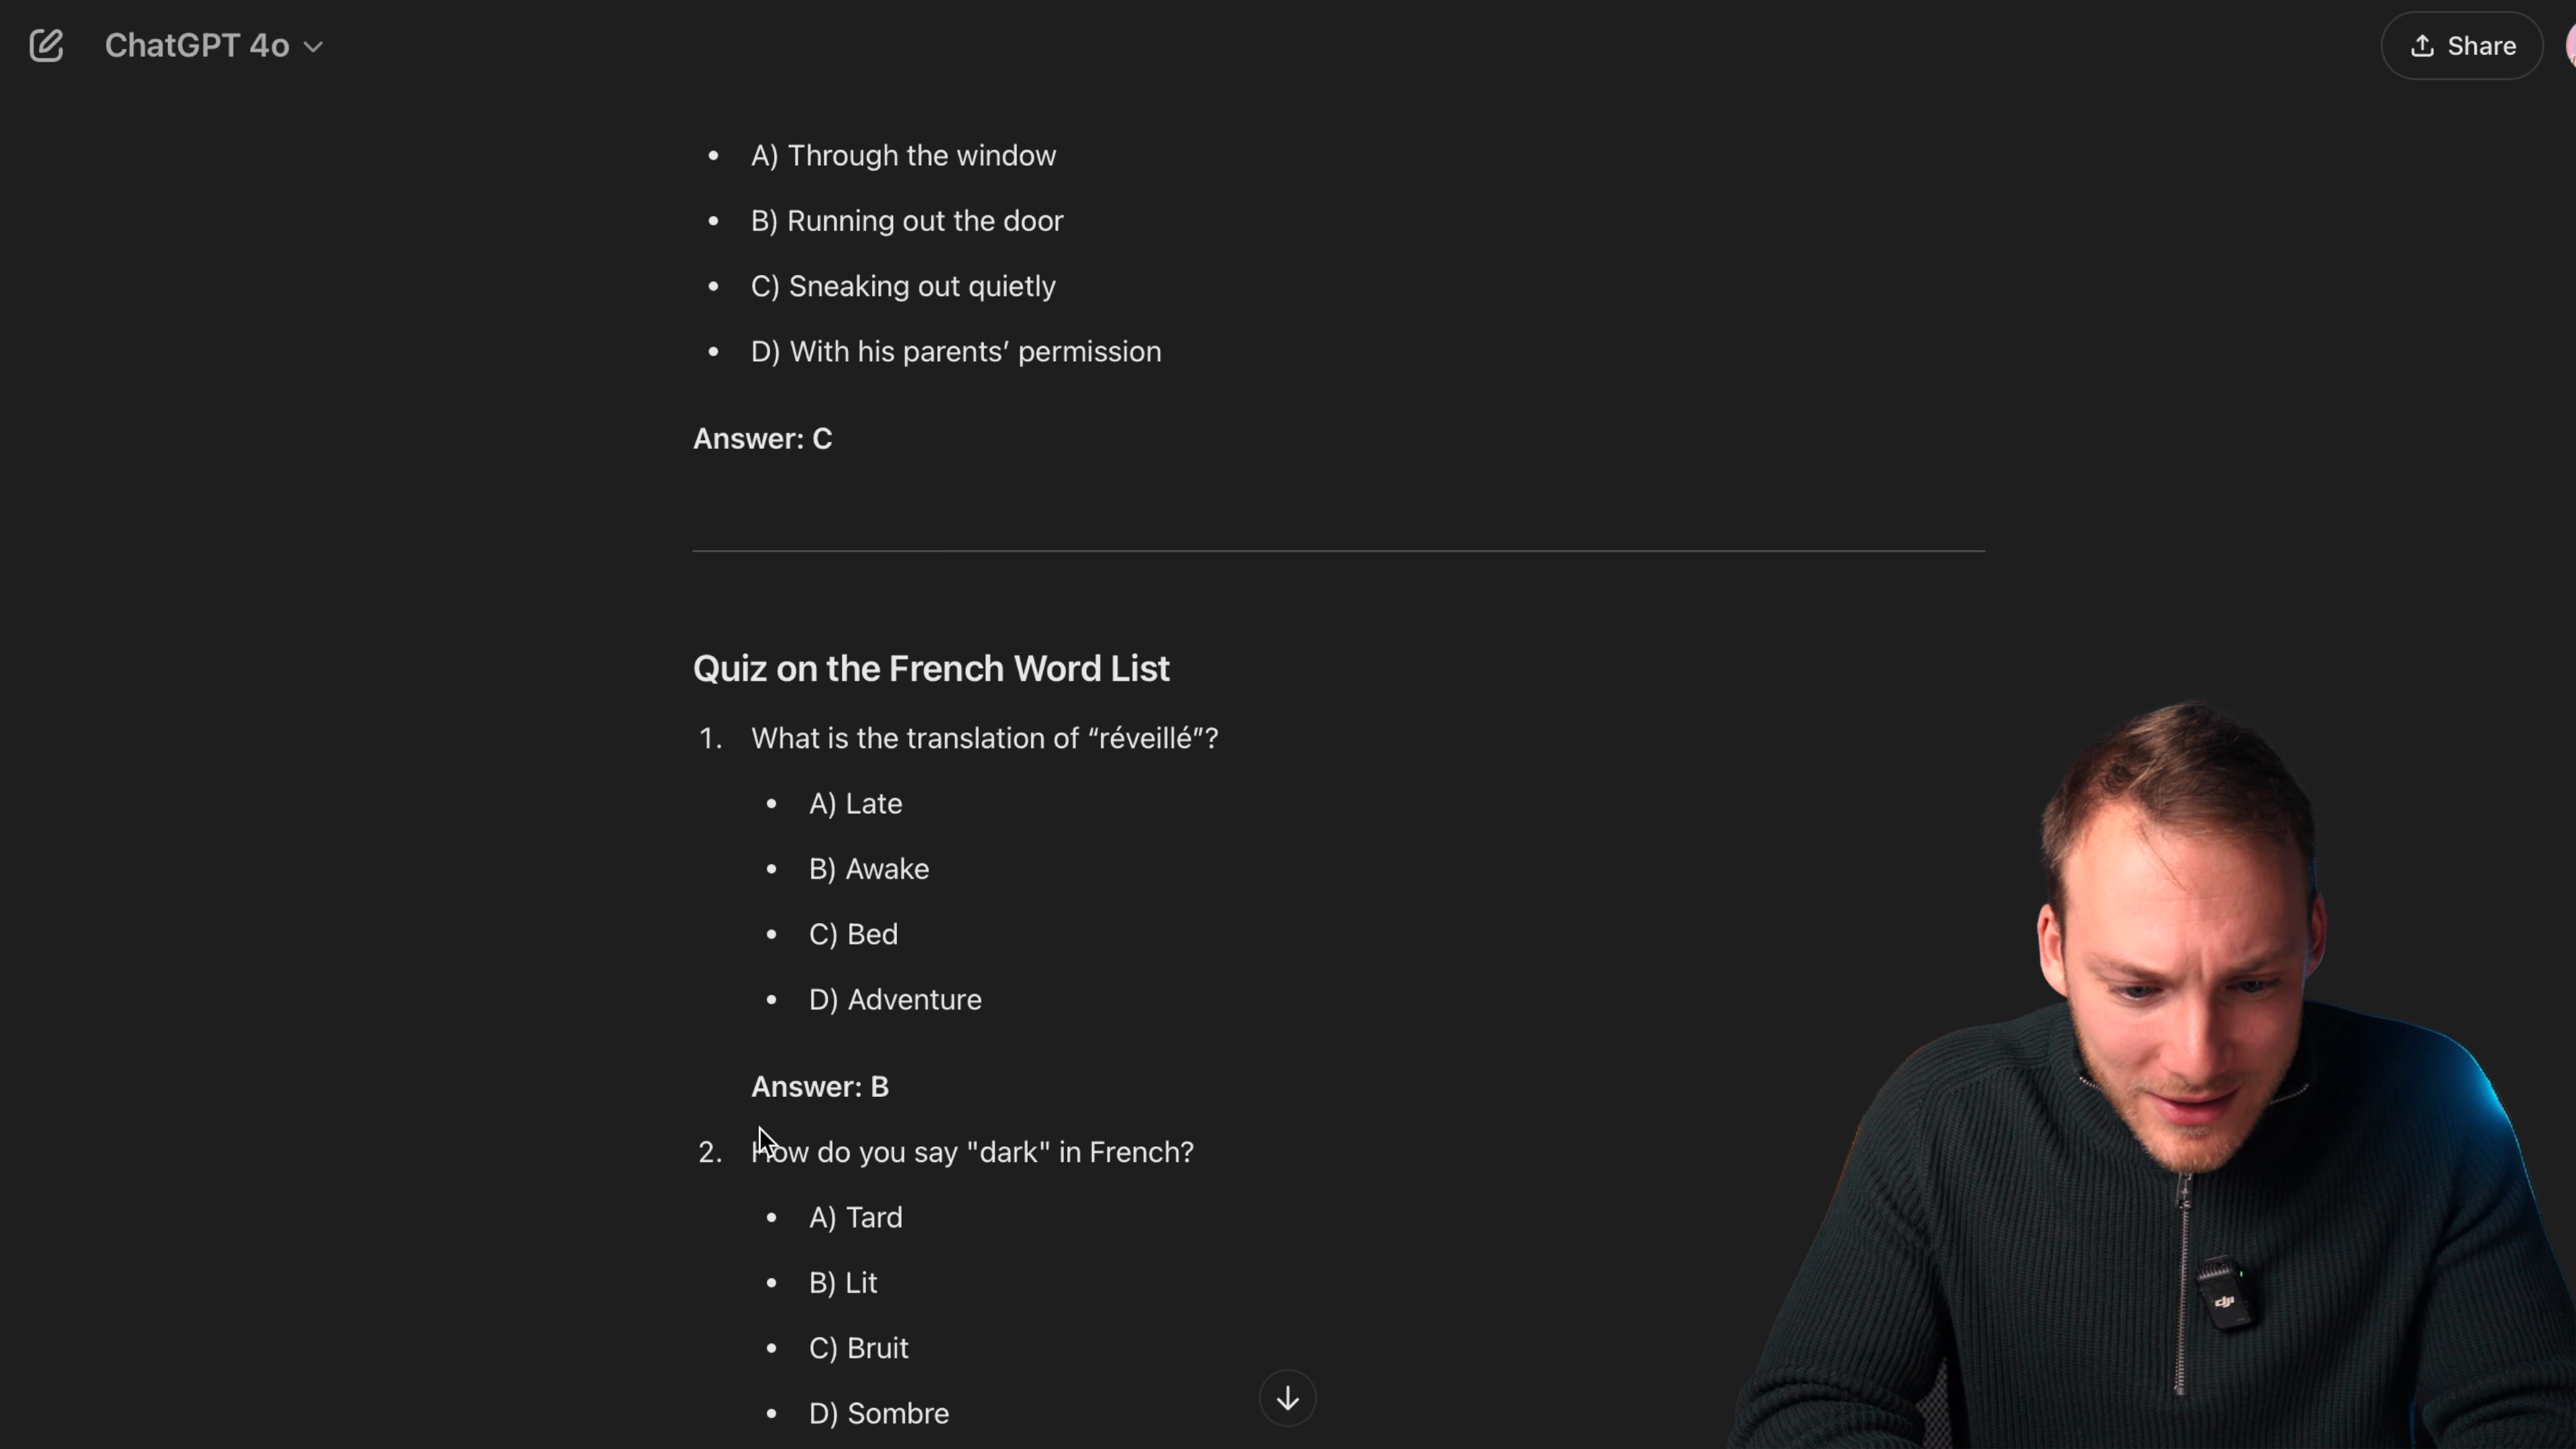 ChatGPT 4o
Share
• A) Through the window
• B) Running out the door
• C) Sneaking out quietly
• D) With his parents’ permission
Answer: C
Quiz on the French Word List
1. What is the translation of “réveillé”?
• A) Late
• B) Awake
• C) Bed
• D) Adventure
Answer: B
2. How do you say "dark" in French?
• A) Tard
• B) Lit
• C) Bruit
• D) Sombre
dji